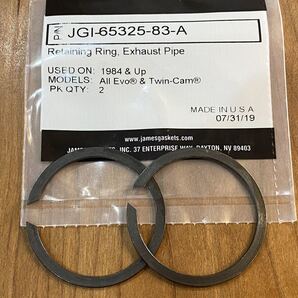 PN JGI-65325-83-A
Retaining Ring, Exhaust Pipe
USED ON: 1984 & Up
MODELS: All Evo® & Twin-Cam®
PK QTY: 2
MADE IN U.S.A
07/31/19
www.jamesgaskets.com
INC. 37 ENTERPRISE WAY, DAYTON, NV 89403